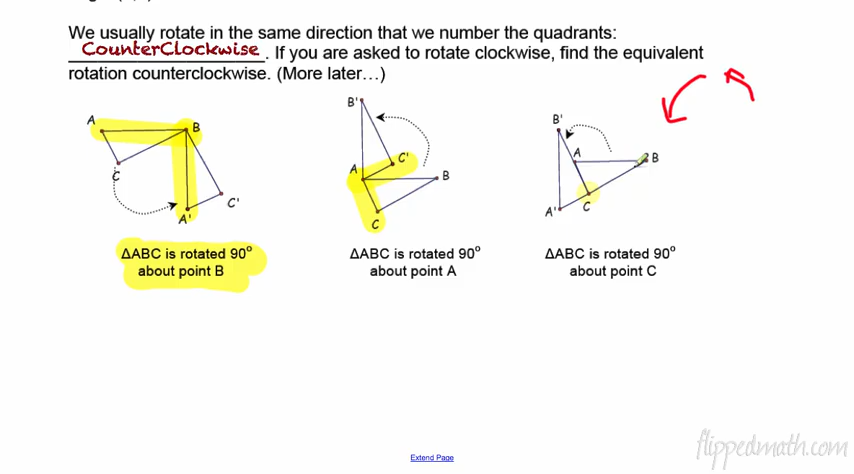 We usually rotate in the same direction that we number the quadrants:
CounterClockwise. If you are asked to rotate clockwise, find the equivalent
rotation counterclockwise. (More later…)
A B C A' C'
B' A C' B C
B' A B C A'
ΔABC is rotated 90° about point B
ΔABC is rotated 90° about point A
ΔABC is rotated 90° about point C
flippedmath.com
Extend Page